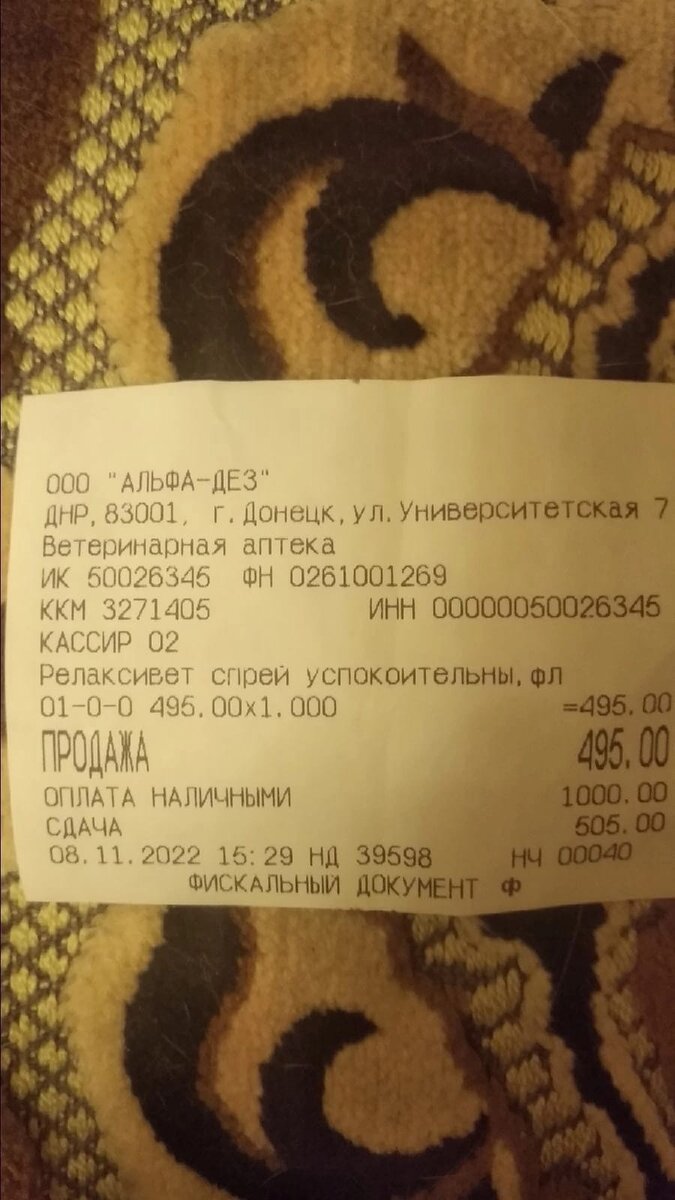 ООО "АЛЬФА-ДЕЗ"
ДНР, 83001, г. Донецк, ул. Университетская 7
Ветеринарная аптека
ИК 50026345 ФН 0261001269
ККМ 3271405 ИНН 00000050026345
КАССИР 02
Релаксивет спрей успокоительны, фл
01-0-0 495.00x1.000 =495.00
ПРОДАЖА 495.00
ОПЛАТА НАЛИЧНЫМИ 1000.00
СДАЧА 505.00
08.11.2022 15:29 НД 39598 НЧ 00040
ФИСКАЛЬНЫЙ ДОКУМЕНТ Ф